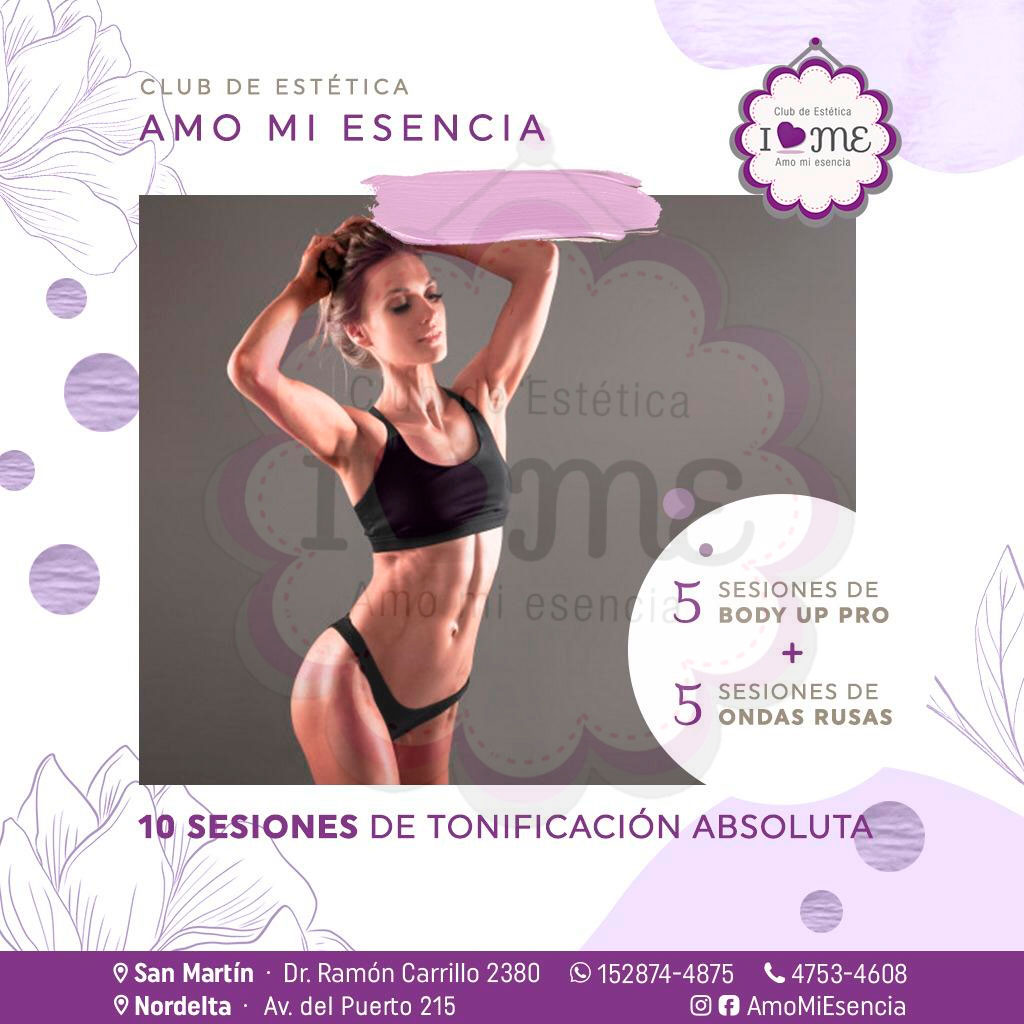 CLUB DE ESTÉTICA
AMO MI ESENCIA
Club de Estética
I ME
Amo mi esencia
Club de Estética
I ME
Amo mi esencia
5 SESIONES DE
BODY UP PRO
+
5 SESIONES DE
ONDAS RUSAS
10 SESIONES DE TONIFICACIÓN ABSOLUTA
San Martín · Dr. Ramón Carrillo 2380 152874-4875 4753-4608
Nordelta · Av. del Puerto 215 AmoMiEsencia